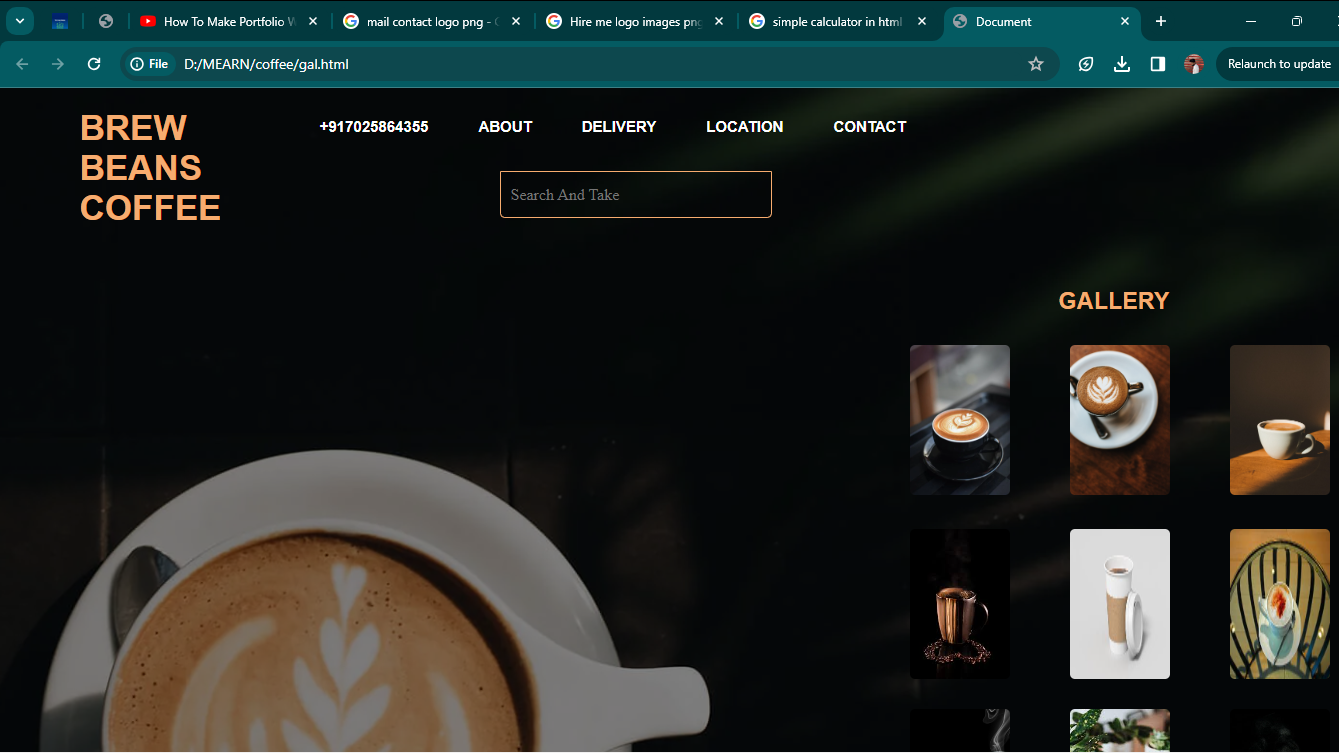 How To Make Portfolio W
mail contact logo png - G
Hire me logo images png
simple calculator in html
Document
File
D:/MEARN/coffee/gal.html
Relaunch to update
BREW
BEANS
COFFEE
+917025864355
ABOUT
DELIVERY
LOCATION
CONTACT
Search And Take
GALLERY